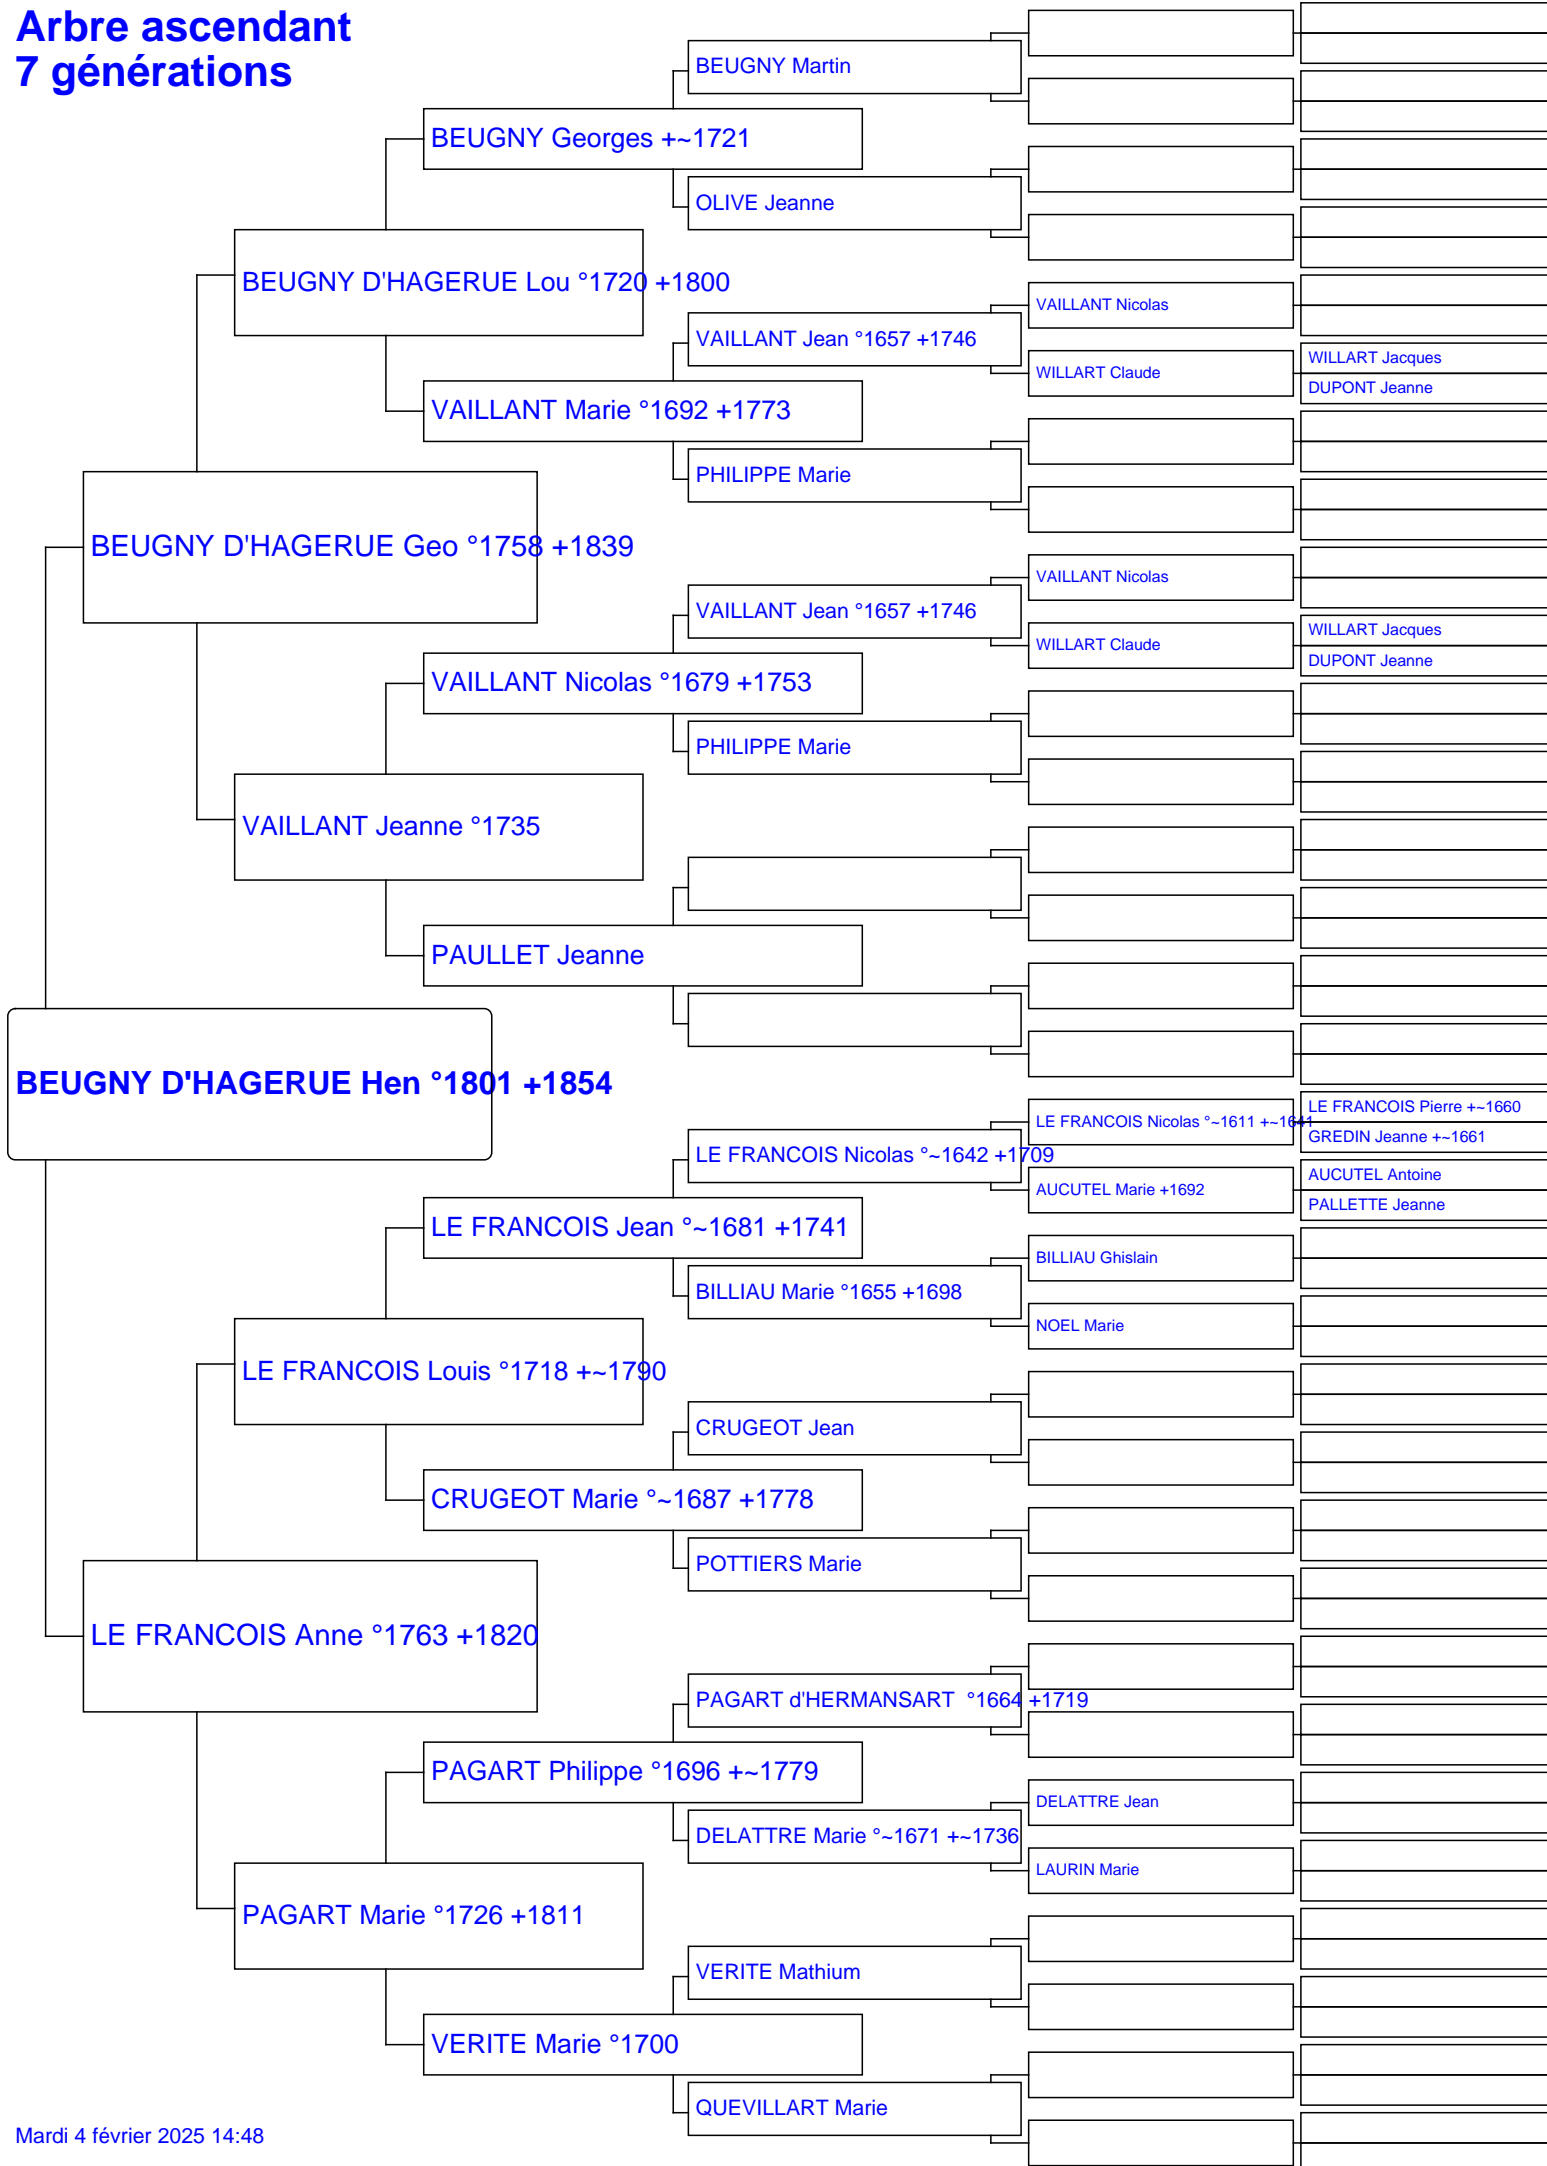 Arbre ascendant
7 générations
BEUGNY Martin
BEUGNY Georges +~1721
OLIVE Jeanne
BEUGNY D'HAGERUE Lou °1720 +1800
VAILLANT Nicolas
VAILLANT Jean °1657 +1746
WILLART Jacques
WILLART Claude
DUPONT Jeanne
VAILLANT Marie °1692 +1773
PHILIPPE Marie
BEUGNY D'HAGERUE Geo °1758 +1839
VAILLANT Nicolas
VAILLANT Jean °1657 +1746
WILLART Jacques
WILLART Claude
DUPONT Jeanne
VAILLANT Nicolas °1679 +1753
PHILIPPE Marie
VAILLANT Jeanne °1735
PAULLET Jeanne
BEUGNY D'HAGERUE Hen °1801 +1854
LE FRANCOIS Pierre +~1660
LE FRANCOIS Nicolas °~1611 +~1641
GREDIN Jeanne +~1661
LE FRANCOIS Nicolas °~1642 +1709
AUCUTEL Antoine
AUCUTEL Marie +1692
PALLETTE Jeanne
LE FRANCOIS Jean °~1681 +1741
BILLIAU Ghislain
BILLIAU Marie °1655 +1698
NOEL Marie
LE FRANCOIS Louis °1718 +~1790
CRUGEOT Jean
CRUGEOT Marie °~1687 +1778
POTTIERS Marie
LE FRANCOIS Anne °1763 +1820
PAGART d'HERMANSART  °1664 +1719
PAGART Philippe °1696 +~1779
DELATTRE Jean
DELATTRE Marie °~1671 +~1736
LAURIN Marie
PAGART Marie °1726 +1811
VERITE Mathium
VERITE Marie °1700
QUEVILLART Marie
Mardi 4 février 2025 14:48